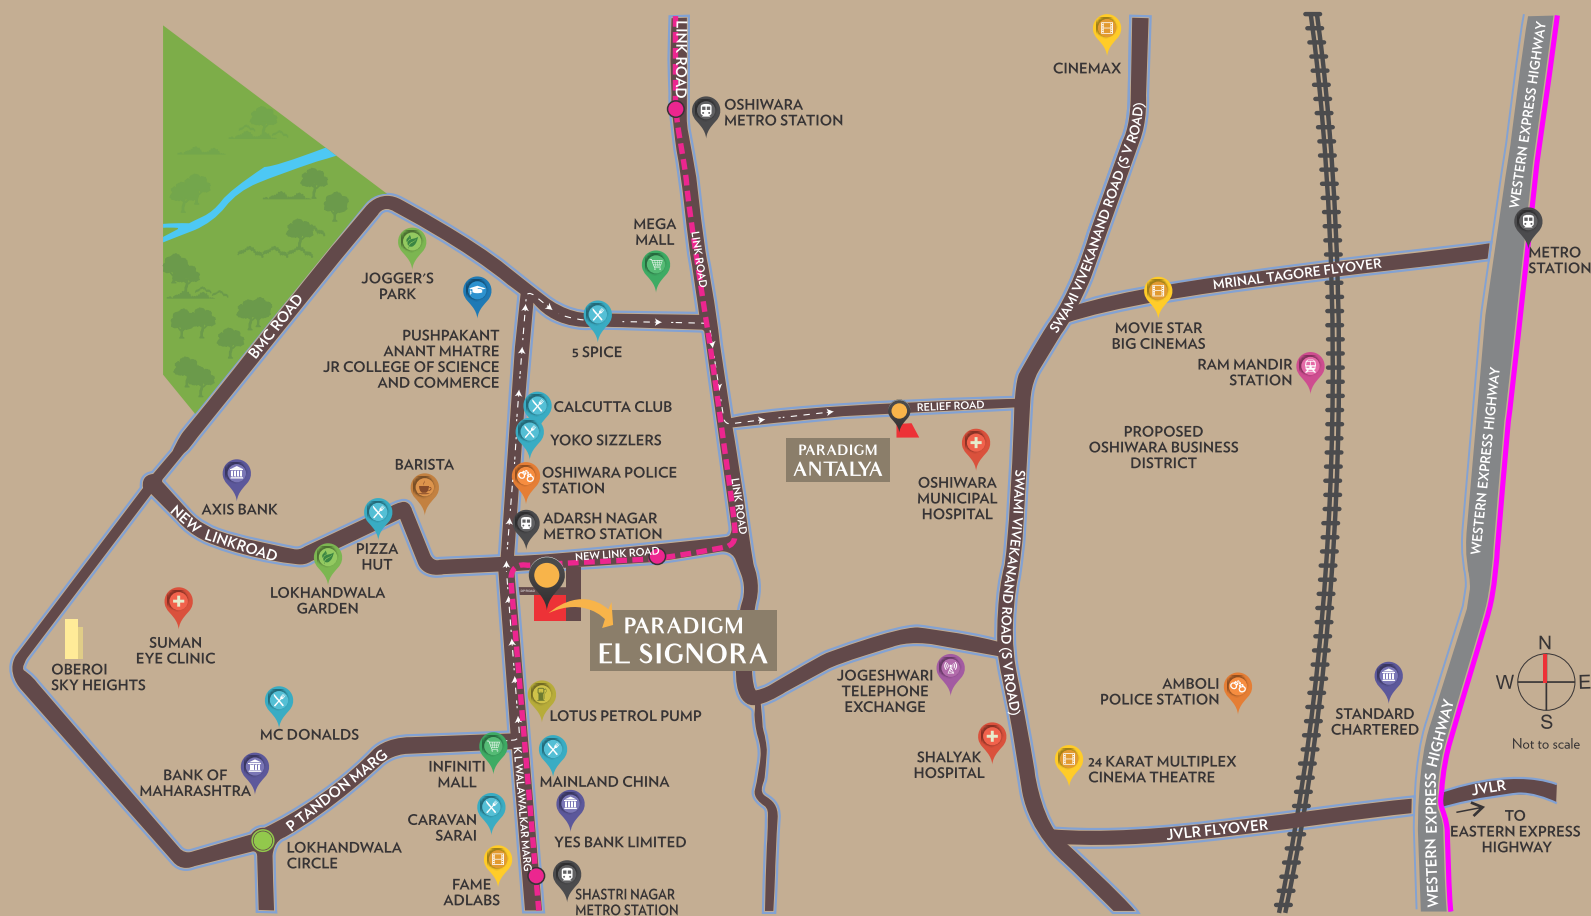 LINK ROAD
CINEMAX
OSHIWARA
METRO STATION
WESTERN EXPRESS HIGHWAY
SWAMI VIVEKANAND ROAD (S V ROAD)
MEGA
MALL
LINK ROAD
METRO
STATION
JOGGER'S
PARK
MRINAL TAGORE FLYOVER
BMC ROAD
PUSHPAKANT
ANANT MHATRE
JR COLLEGE OF SCIENCE
AND COMMERCE
5 SPICE
MOVIE STAR
BIG CINEMAS
RAM MANDIR
STATION
CALCUTTA CLUB
RELIEF ROAD
YOKO SIZZLERS
PARADIGM
ANTALYA
PROPOSED
OSHIWARA BUSINESS
DISTRICT
WESTERN EXPRESS HIGHWAY
BARISTA
OSHIWARA POLICE
STATION
OSHIWARA
MUNICIPAL
HOSPITAL
AXIS BANK
LINK ROAD
NEW LINKROAD
ADARSH NAGAR
METRO STATION
NEW LINK ROAD
PIZZA
HUT
LOKHANDWALA
GARDEN
SWAMI VIVEKANAND ROAD (S V ROAD)
PARADIGM
EL SIGNORA
SUMAN
EYE CLINIC
OBEROI
SKY HEIGHTS
JOGESHWARI
TELEPHONE
EXCHANGE
AMBOLI
POLICE STATION
N
W
E
S
Not to scale
STANDARD
CHARTERED
LOTUS PETROL PUMP
MC DONALDS
INFINITI
MALL
MAINLAND CHINA
SHALYAK
HOSPITAL
24 KARAT MULTIPLEX
CINEMA THEATRE
BANK OF
MAHARASHTRA
P TANDON MARG
K L WALAWALKAR MARG
WESTERN EXPRESS HIGHWAY
JVLR
TO
EASTERN EXPRESS
HIGHWAY
JVLR FLYOVER
CARAVAN
SARAI
YES BANK LIMITED
LOKHANDWALA
CIRCLE
FAME
ADLABS
SHASTRI NAGAR
METRO STATION